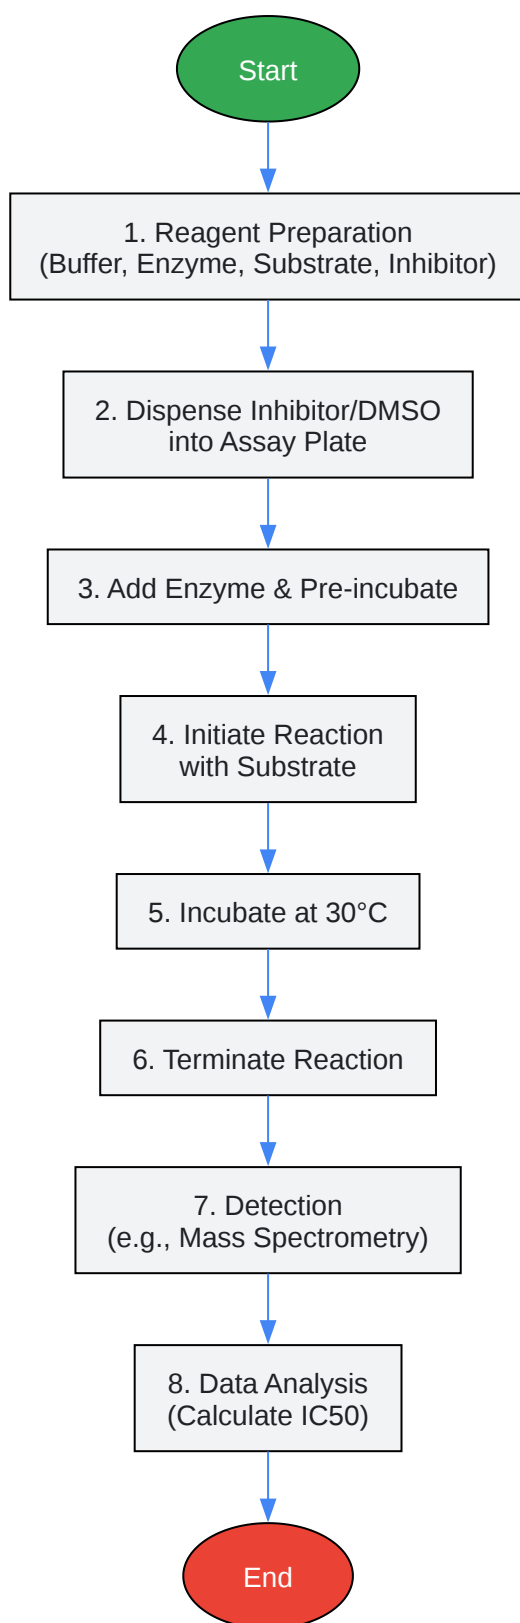 Start
1. Reagent Preparation
(Buffer, Enzyme, Substrate, Inhibitor)
2. Dispense Inhibitor/DMSO
into Assay Plate
3. Add Enzyme & Pre-incubate
4. Initiate Reaction
with Substrate
5. Incubate at 30°C
6. Terminate Reaction
7. Detection
(e.g., Mass Spectrometry)
8. Data Analysis
(Calculate IC50)
End